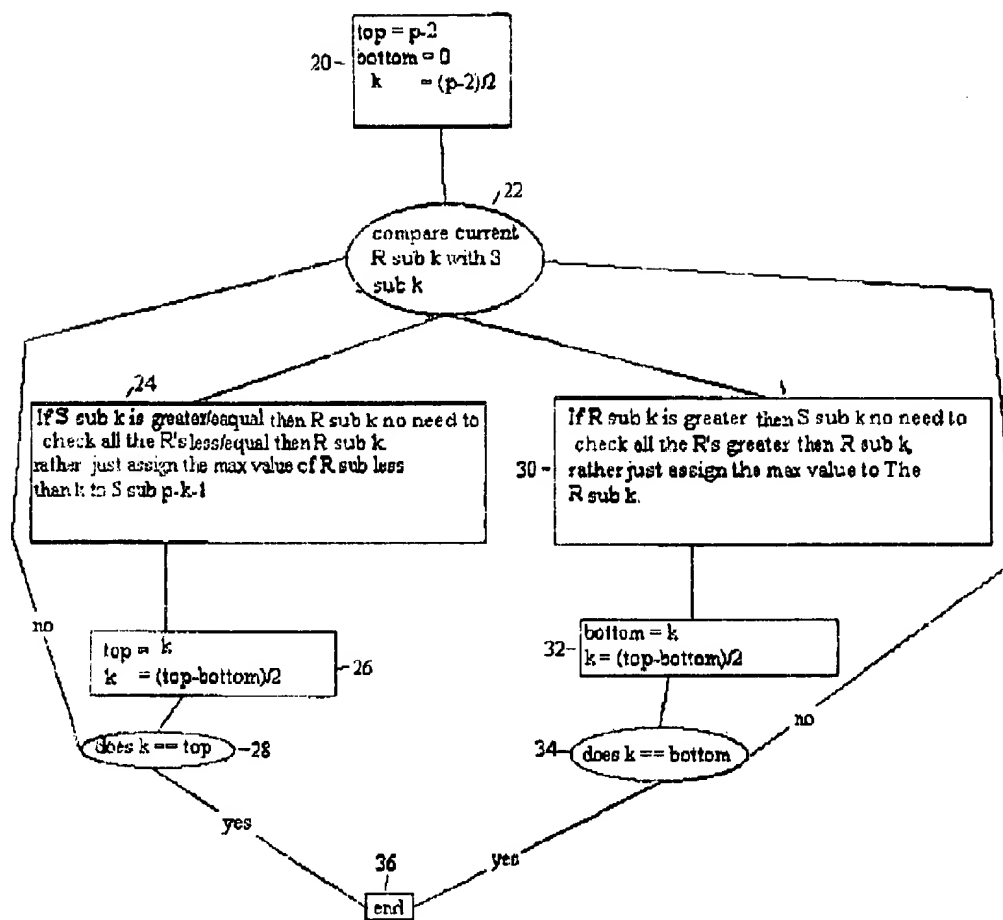 top = p-2
20- bottom = 0
k = (p-2)/2
22
compare current
R sub k with S
sub k
24
If S sub k is greater/eaqual then R sub k no need to
check all the R's less/equal then R sub k.
rather just assign the max value of R sub less
than k to S sub p-k-1
If R sub k is greater then S sub k no need to
check all the R's greater then R sub k,
30- rather just assign the max value to The
R sub k.
no
top = k
k = (top-bottom)/2 -26
bottom = k
32- k = (top-bottom)/2
no
does k == top -28
34- does k == bottom
yes
yes
36
end